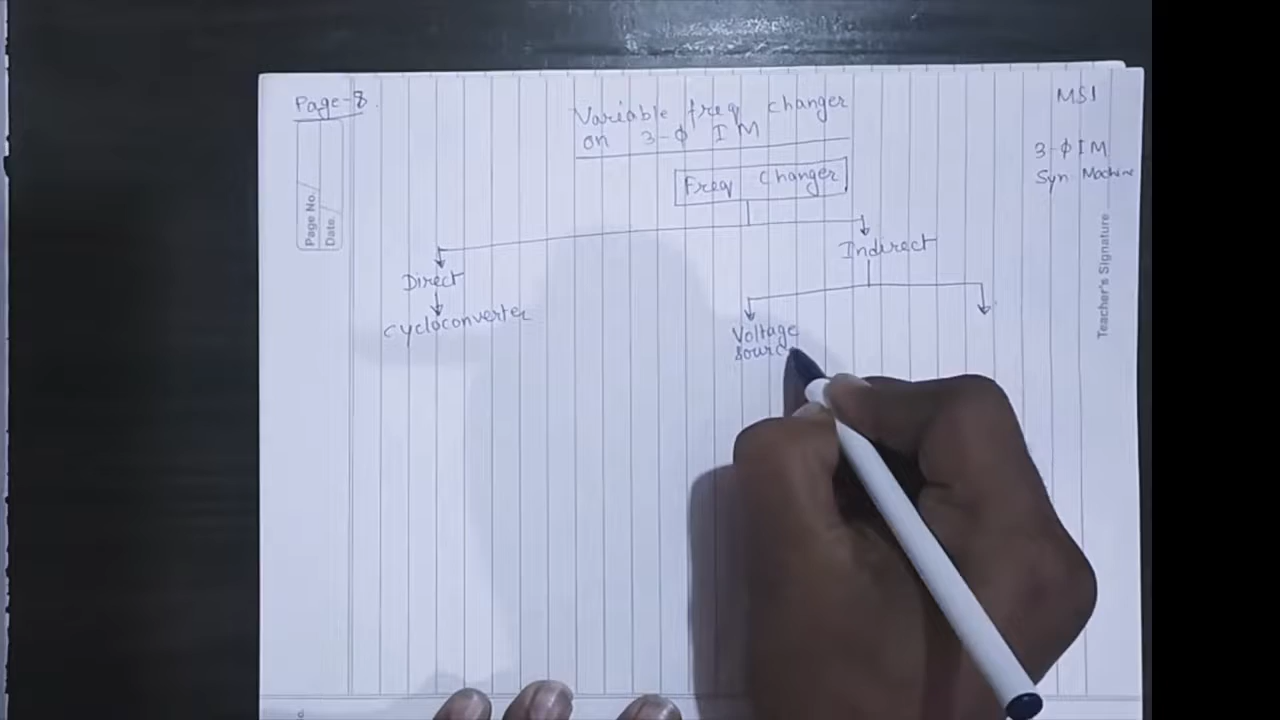 Page-8.
Variable freq changer
on 3-ф IM
MSI
3-ф IM
Syn Machine
Freq changer
Direct
Indirect
Cycloconverter
Voltage
sourc
Page No.
Date.
Teacher's Signature